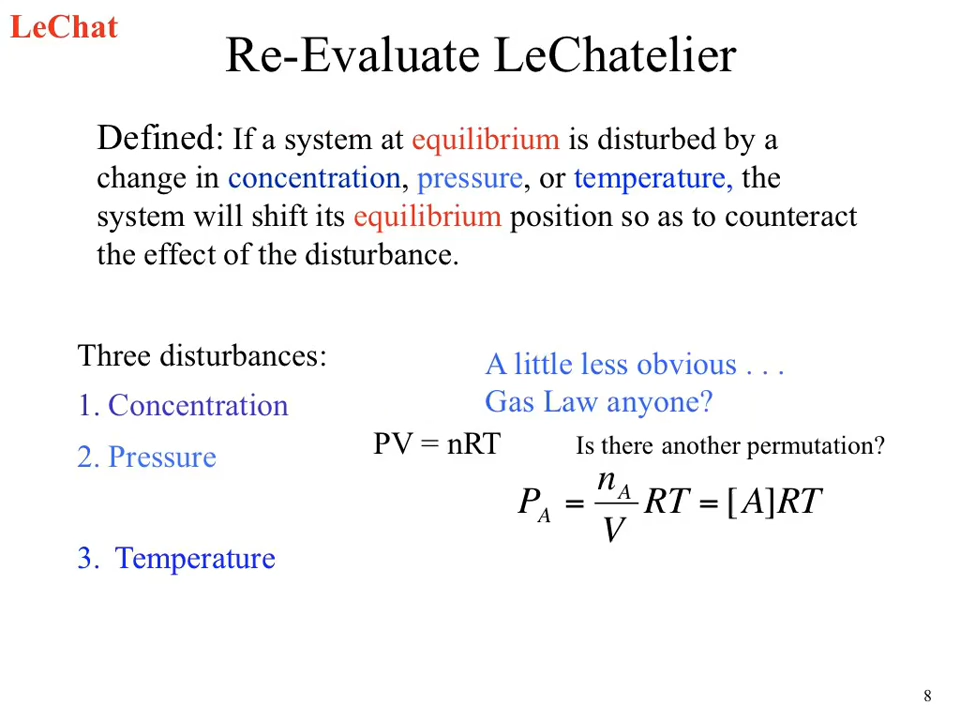 LeChat
Re-Evaluate LeChatelier
Defined: If a system at equilibrium is disturbed by a
change in concentration, pressure, or temperature, the
system will shift its equilibrium position so as to counteract
the effect of the disturbance.
Three disturbances:
A little less obvious . . .
1. Concentration
Gas Law anyone?
PV = nRT
Is there another permutation?
2. Pressure
P_A = n_A/V RT = [A]RT
3. Temperature
8